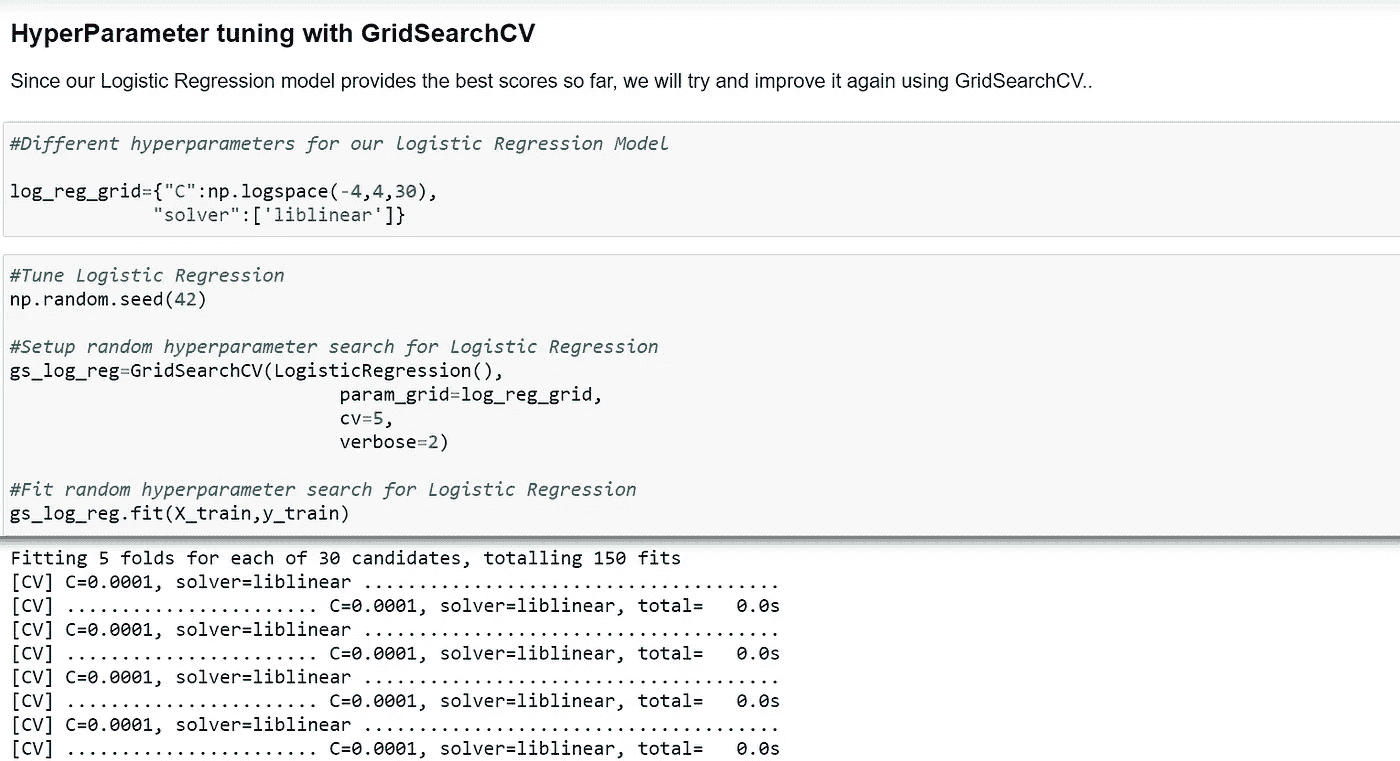 HyperParameter tuning with GridSearchCV
Since our Logistic Regression model provides the best scores so far, we will try and improve it again using GridSearchCV..
#Different hyperparameters for our logistic Regression Model
log_reg_grid={"C":np.logspace(-4,4,30),
"solver":['liblinear']}
#Tune Logistic Regression
np.random.seed(42)
#Setup random hyperparameter search for Logistic Regression
gs_log_reg=GridSearchCV(LogisticRegression(),
param_grid=log_reg_grid,
cv=5,
verbose=2)
#Fit random hyperparameter search for Logistic Regression
gs_log_reg.fit(X_train,y_train)
Fitting 5 folds for each of 30 candidates, totalling 150 fits
[CV] C=0.0001, solver=liblinear ......................................
[CV] ....................... C=0.0001, solver=liblinear, total=   0.0s
[CV] C=0.0001, solver=liblinear ......................................
[CV] ....................... C=0.0001, solver=liblinear, total=   0.0s
[CV] C=0.0001, solver=liblinear ......................................
[CV] ....................... C=0.0001, solver=liblinear, total=   0.0s
[CV] C=0.0001, solver=liblinear ......................................
[CV] ....................... C=0.0001, solver=liblinear, total=   0.0s